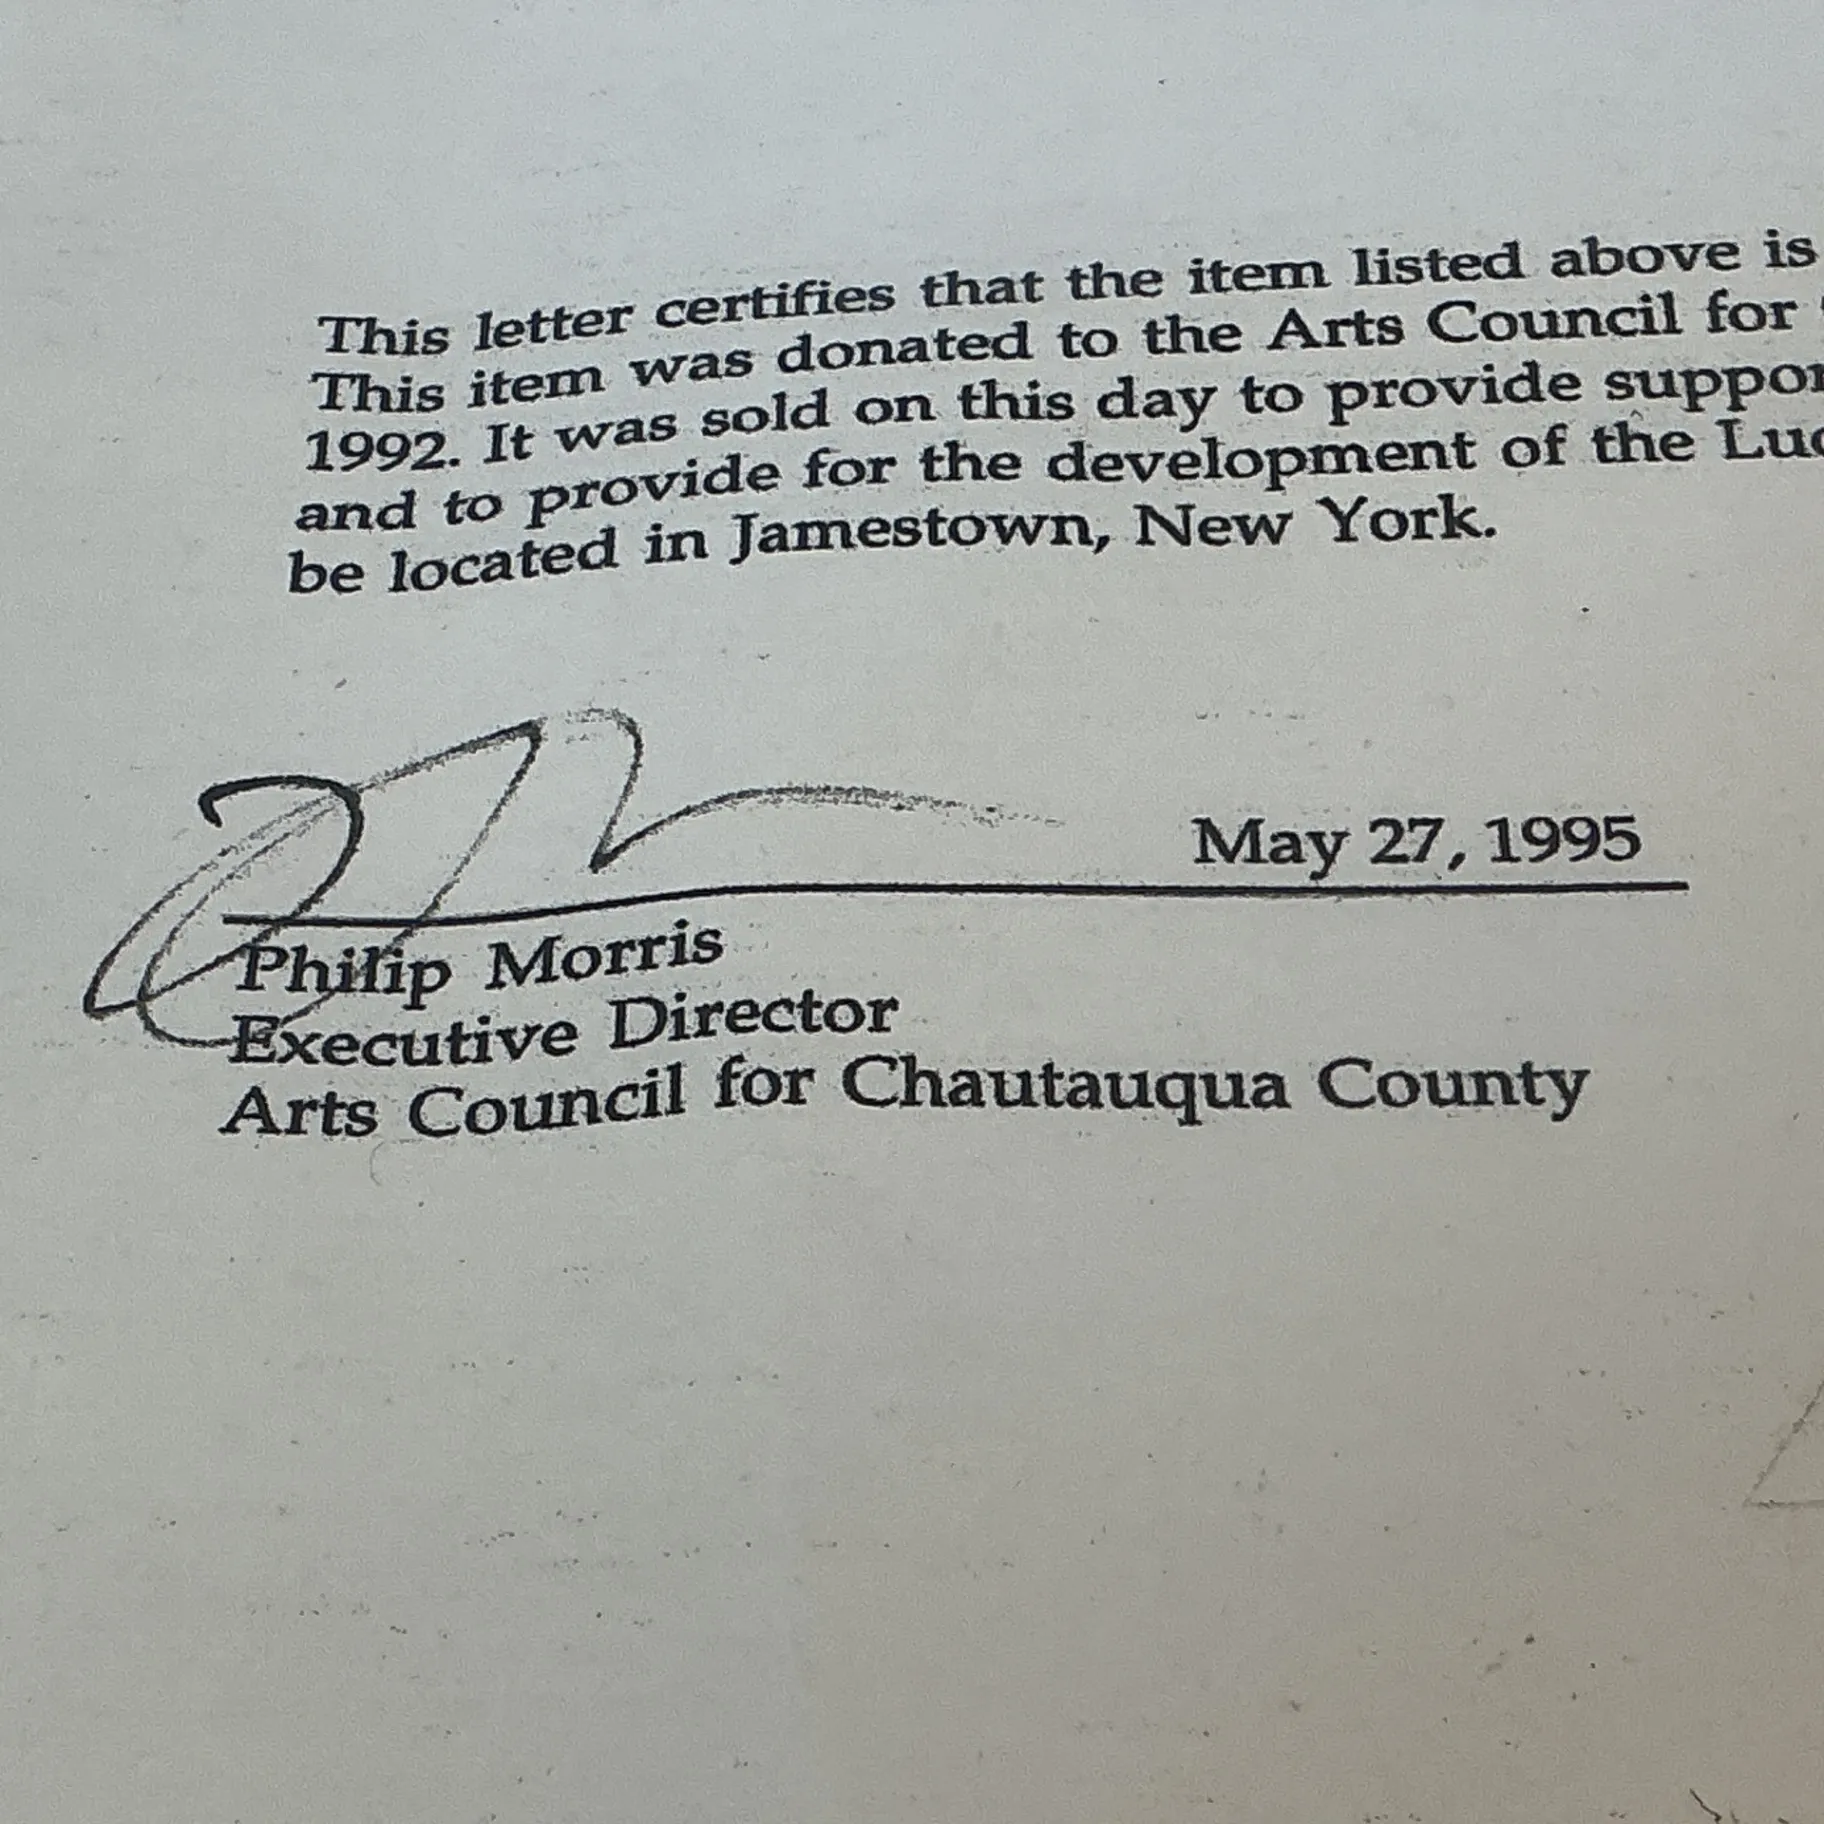 This letter certifies that the item listed above is
This item was donated to the Arts Council for
1992. It was sold on this day to provide
and to provide for the development of the
be located in Jamestown, New York.
May 27, 1995
Philip Morris
Executive Director
Arts Council for Chautauqua County